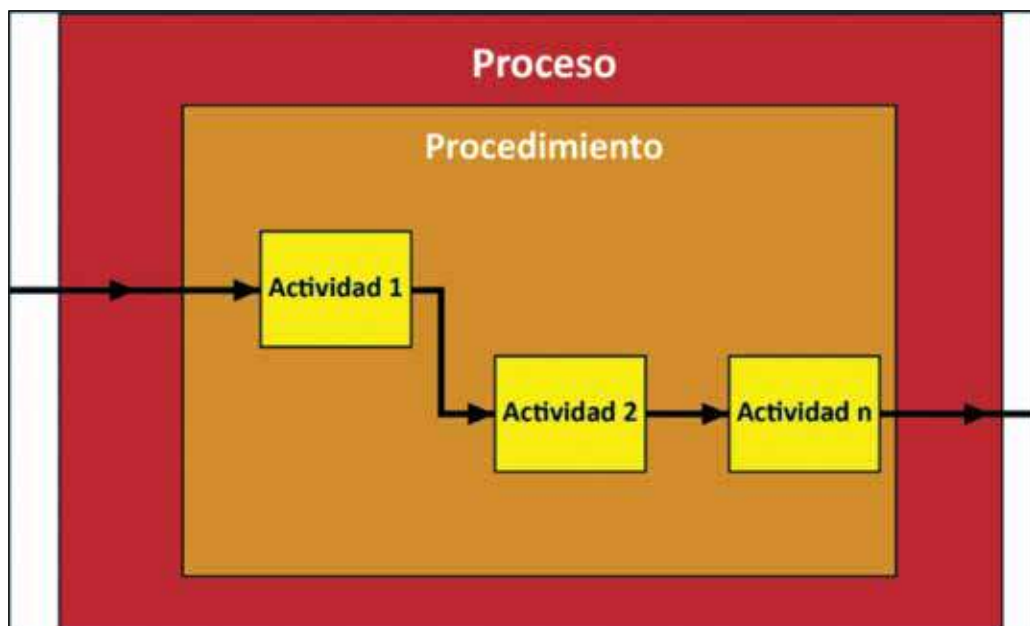 Proceso
Procedimiento
Actividad 1
Actividad 2
Actividad n